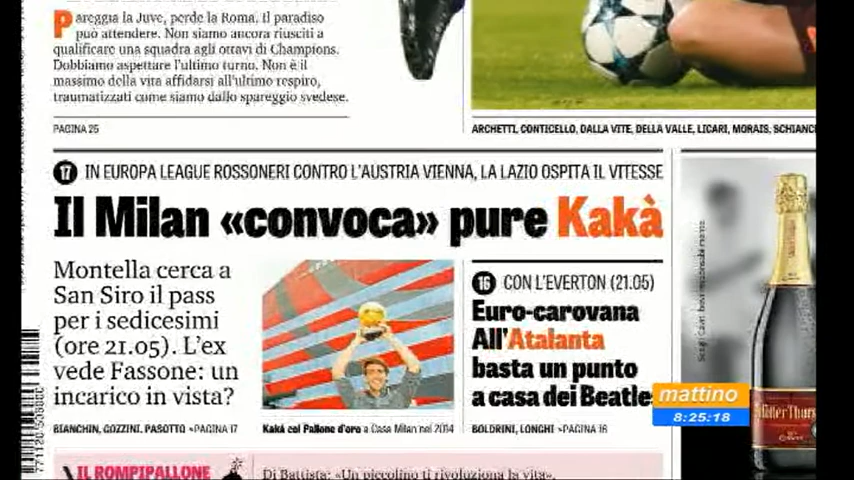 Pareggia la Juve, perde la Roma. Il paradiso
può attendere. Non siamo ancora riusciti a
qualificare una squadra agli ottavi di Champions.
Dobbiamo aspettare l'ultimo turno. Non è il
massimo della vita affidarsi all'ultimo respiro,
traumatizzati come siamo dallo spareggio svedese.
PAGINA 25
ARCHETTI, CONTICELLO, DALLA VITE, DELLA VALLE, LICARI, MORAIS, SCHIANC
17 IN EUROPA LEAGUE ROSSONERI CONTRO L'AUSTRIA VIENNA, LA LAZIO OSPITA IL VITESSE
Il Milan «convoca» pure Kakà
Montella cerca a
San Siro il pass
per i sedicesimi
(ore 21.05). L'ex
vede Fassone: un
incarico in vista?
BIANCHIN, GOZZINI, PASOTTO >PAGINA 17
Kakà col Pallone d'oro a Casa Milan nel 2014
16 CON L'EVERTON (21.05)
Euro-carovana
All'Atalanta
basta un punto
a casa dei Beatle
BOLDRINI, LONGHI >PAGINA 16
mattino
8:25:18
IL ROMPIPALLONE
Di Battista: «Un piccolino ti rivoluziona la vita».